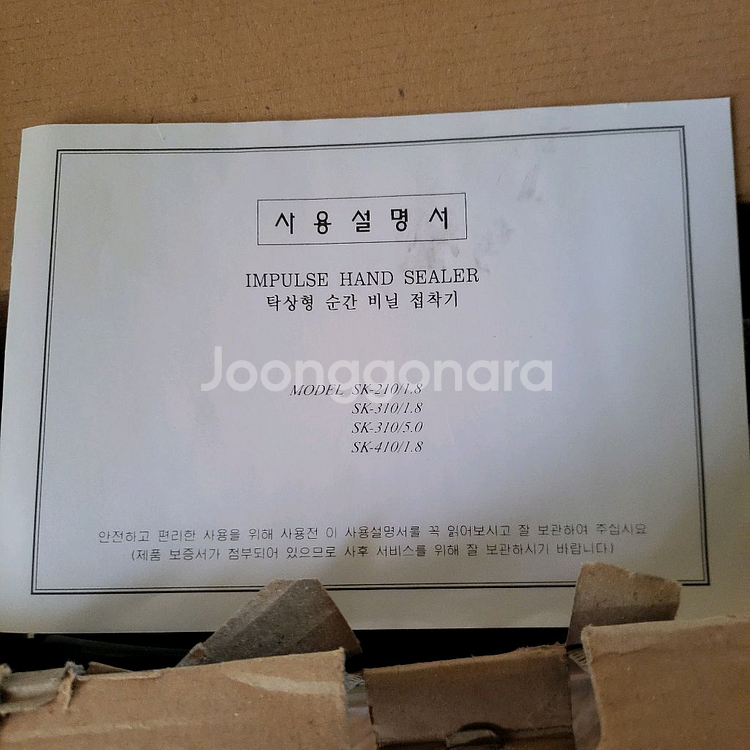 사용설명서
IMPULSE HAND SEALER
탁상형 순간 비닐 접착기
Joonggonara
MODEL SK-210/1.8
SK-310/1.8
SK-310/5.0
SK-410/1.8
안전하고 편리한 사용을 위해 사용전 이 사용설명서를 꼭 읽어보시고 잘 보관하여 주십시요
(제품 보증서가 첨부되어 있으므로 사후 서비스를 위해 잘 보관하시기 바랍니다)